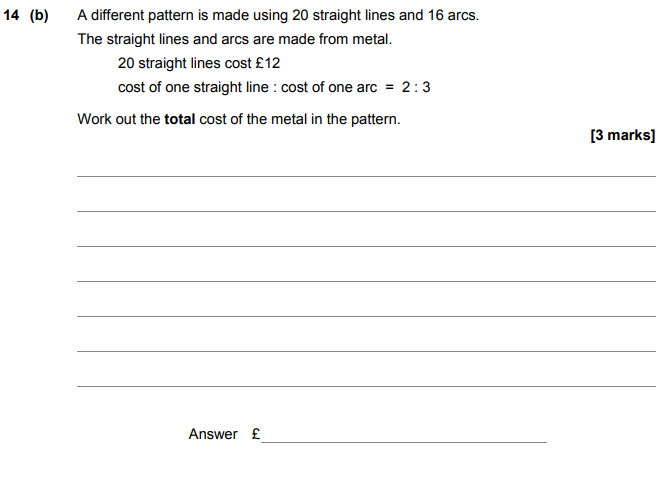 14 (b) A different pattern is made using 20 straight lines and 16 arcs.
The straight lines and arcs are made from metal.
20 straight lines cost £12
cost of one straight line : cost of one arc = 2 : 3
Work out the total cost of the metal in the pattern.
[3 marks]
Answer £